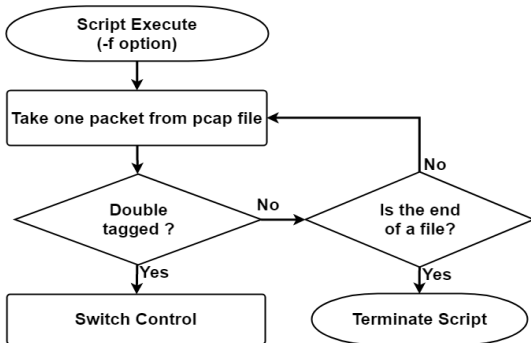 Script Execute
(-f option)
Take one packet from pcap file
No
Double
tagged ?
No
Is the end
of a file?
Yes
Yes
Switch Control
Terminate Script